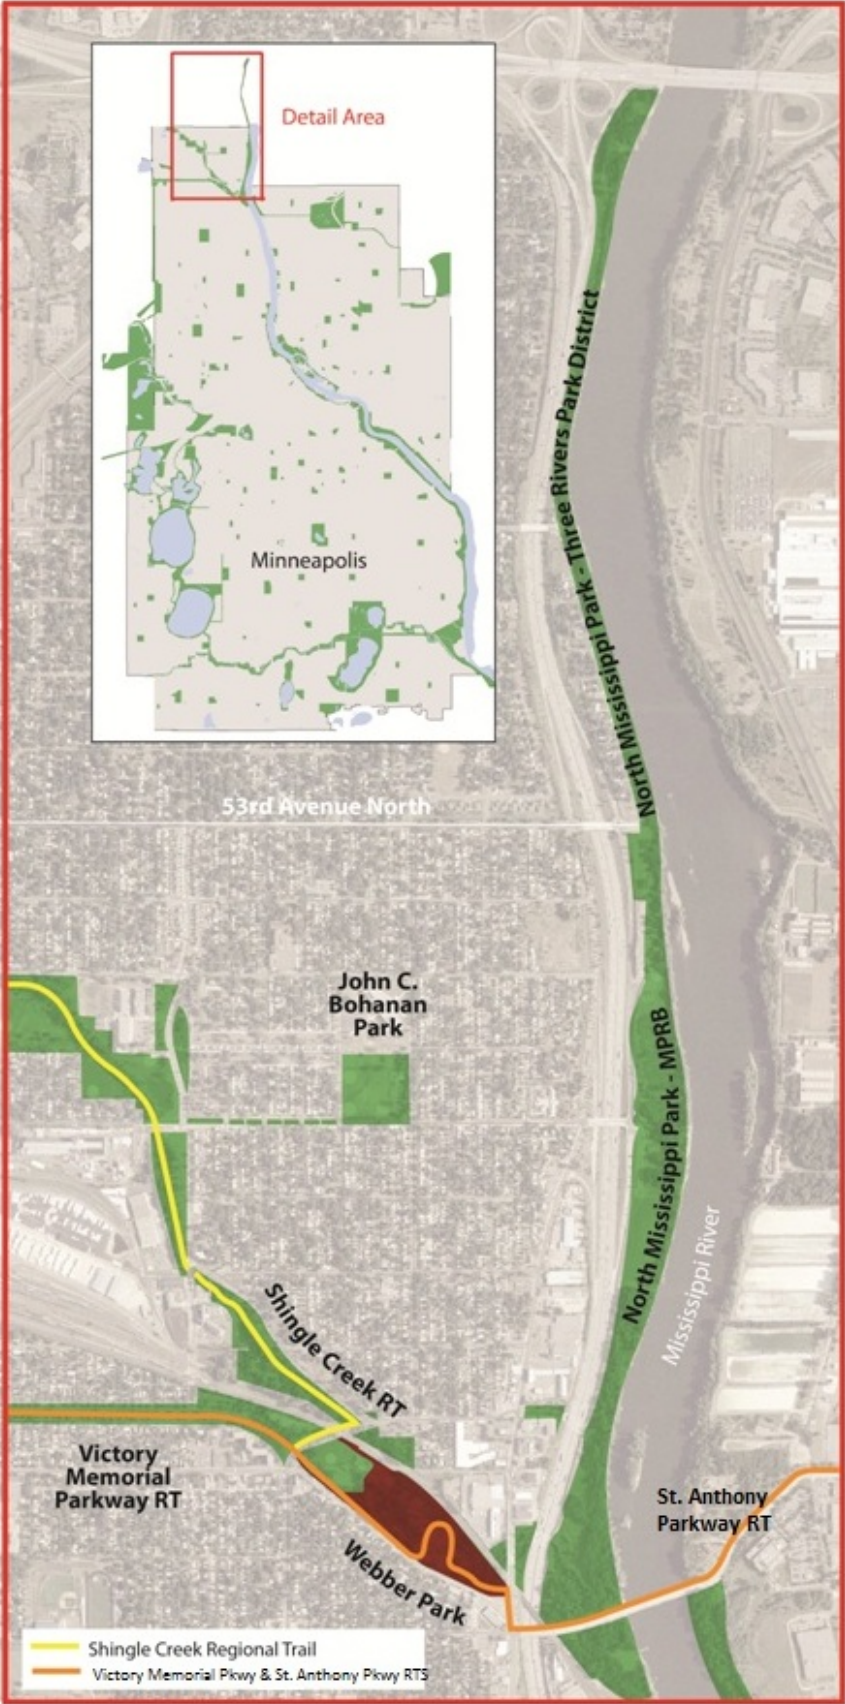 Detail Area
Minneapolis
North Mississippi Park - Three Rivers Park District
53rd Avenue North
John C.
Bohanan
Park
North Mississippi Park - MPRB
Mississippi River
Shingle Creek RT
Victory
Memorial
Parkway RT
St. Anthony
Parkway RT
Webber Park
Shingle Creek Regional Trail
Victory Memorial Pkwy & St. Anthony Pkwy RTS